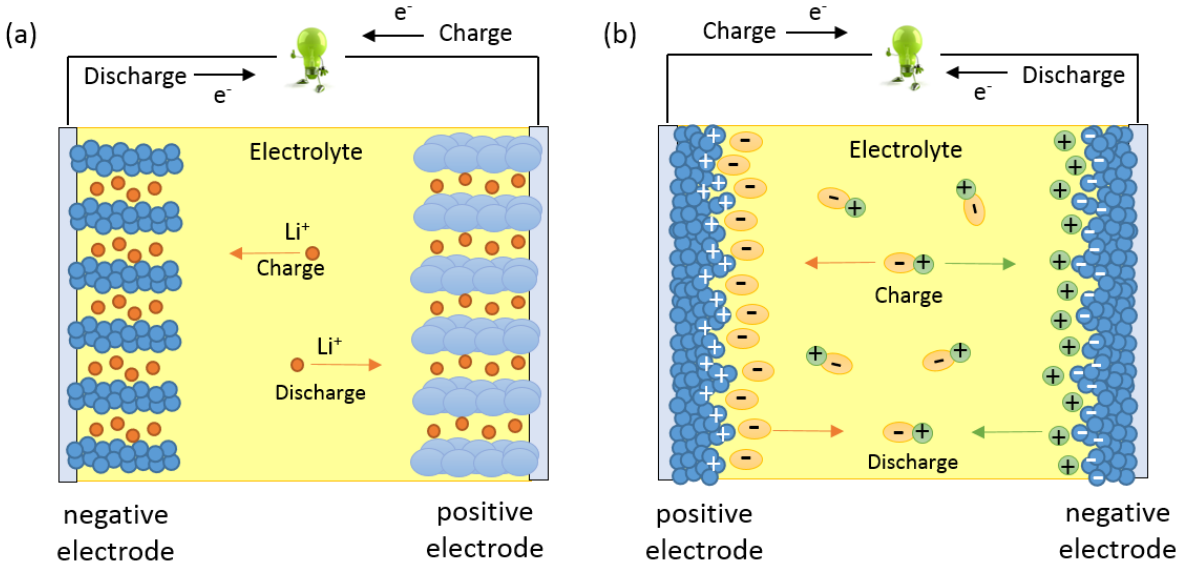 (a)
e⁻
Charge
Discharge
e⁻
Electrolyte
Li⁺
Charge
Li⁺
Discharge
negative
electrode
positive
electrode
(b)
Charge
e⁻
Discharge
e⁻
+ + + + + + + + + + + + + + + +
- - - - - - - - - - - - - - -
Electrolyte
- +
+ -
- +
Charge
+ -
- +
- +
Discharge
+ + + + + + + + + + + +
- - - - - - - - - - - - - -
positive
electrode
negative
electrode